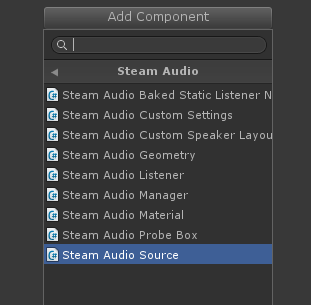 Add Component
Steam Audio
Steam Audio Baked Static Listener N
Steam Audio Custom Settings
Steam Audio Custom Speaker Layou
Steam Audio Geometry
Steam Audio Listener
Steam Audio Manager
Steam Audio Material
Steam Audio Probe Box
Steam Audio Source